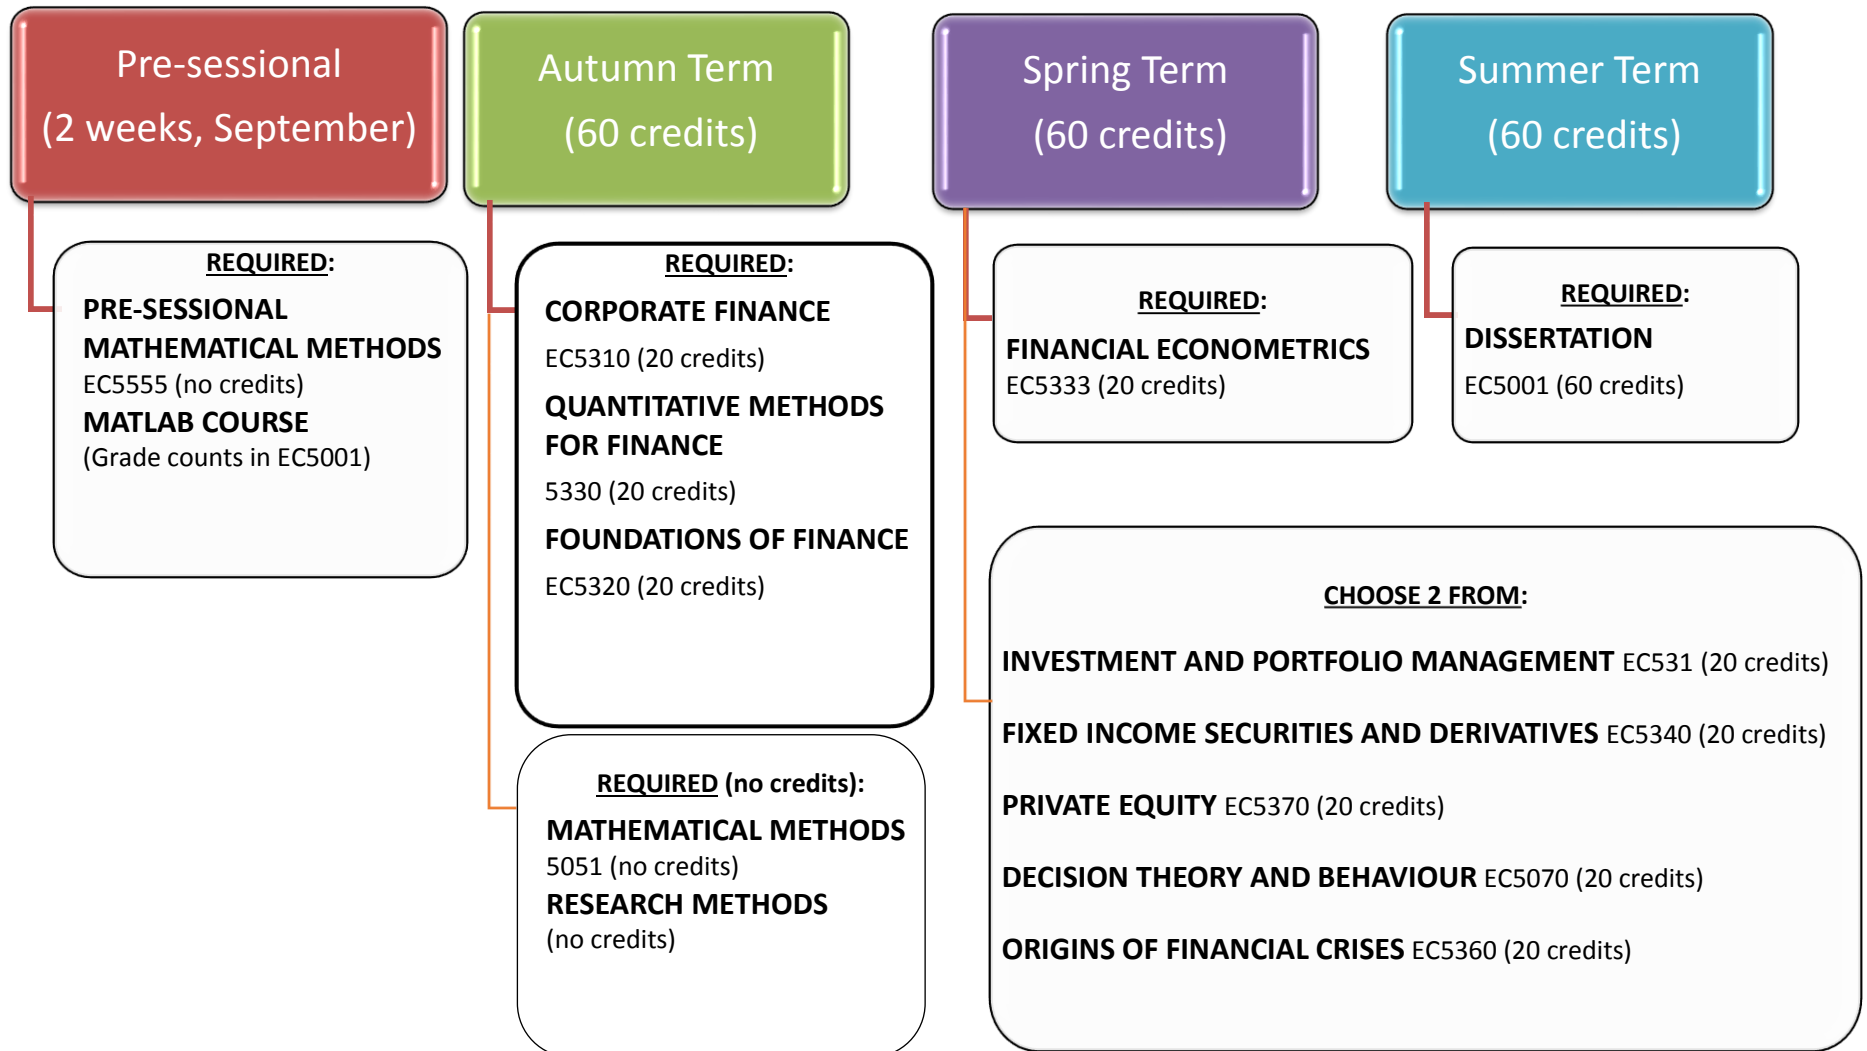 Pre-sessional
(2 weeks, September)
REQUIRED:
PRE-SESSIONAL
MATHEMATICAL METHODS
EC5555 (no credits)
MATLAB COURSE
(Grade counts in EC5001)
Autumn Term
(60 credits)
REQUIRED:
CORPORATE FINANCE
EC5310 (20 credits)
QUANTITATIVE METHODS
FOR FINANCE
5330 (20 credits)
FOUNDATIONS OF FINANCE
EC5320 (20 credits)
REQUIRED (no credits):
MATHEMATICAL METHODS
5051 (no credits)
RESEARCH METHODS
(no credits)
Spring Term
(60 credits)
REQUIRED:
FINANCIAL ECONOMETRICS
EC5333 (20 credits)
CHOOSE 2 FROM:
INVESTMENT AND PORTFOLIO MANAGEMENT EC531 (20 credits)
FIXED INCOME SECURITIES AND DERIVATIVES EC5340 (20 credits)
PRIVATE EQUITY EC5370 (20 credits)
DECISION THEORY AND BEHAVIOUR EC5070 (20 credits)
ORIGINS OF FINANCIAL CRISES EC5360 (20 credits)
Summer Term
(60 credits)
REQUIRED:
DISSERTATION
EC5001 (60 credits)